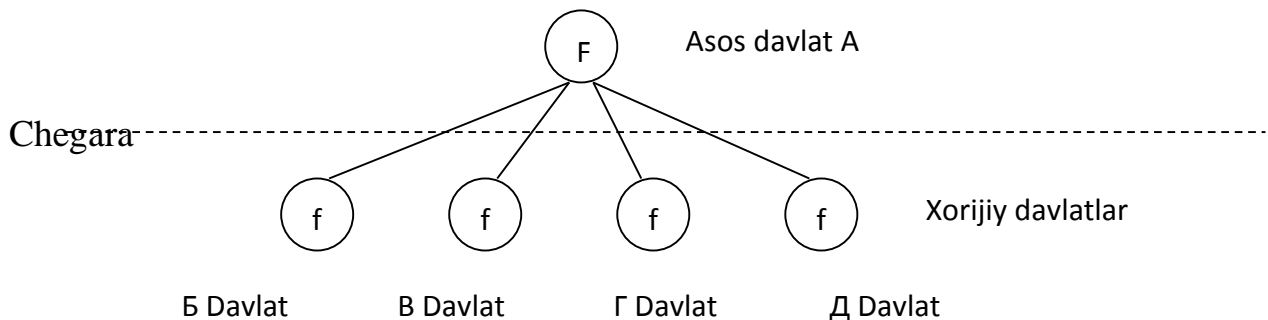 F
Asos davlat A
Chegara
f f f f
Xorijiy davlatlar
Б Davlat В Davlat Г Davlat Д Davlat